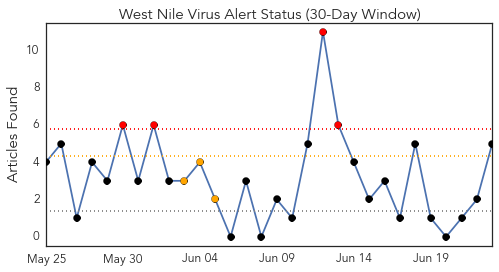 West Nile Virus Alert Status (30-Day Window)
Articles Found
10
8
6
4
2
0
May 25 May 30 Jun 04 Jun 09 Jun 14 Jun 19